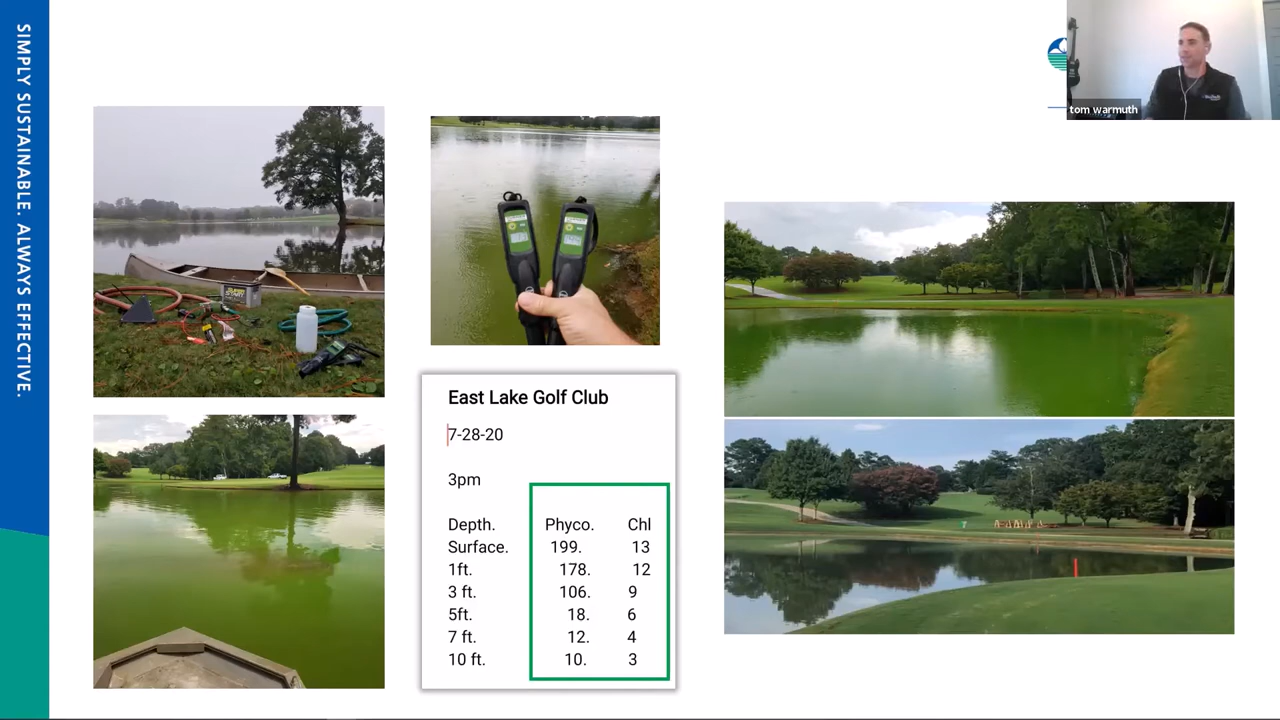 SIMPLY SUSTAINABLE. ALWAYS EFFECTIVE.
tom warmuth
East Lake Golf Club
7-28-20
3pm
Depth. Phyco. Chl
Surface. 199. 13
1ft. 178. 12
3 ft. 106. 9
5ft. 18. 6
7 ft. 12. 4
10 ft. 10. 3